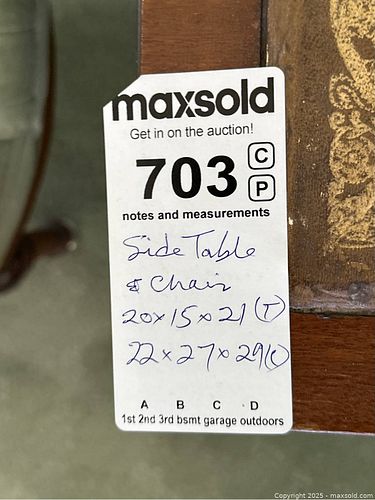 maxsold
Get in on the auction!
703 C
P
notes and measurements
Side Table
& Chair
20x15x21 (T)
22x27x29 (C)
A B C D
1st 2nd 3rd bsmt garage outdoors
Copyright 2025 - maxsold.com